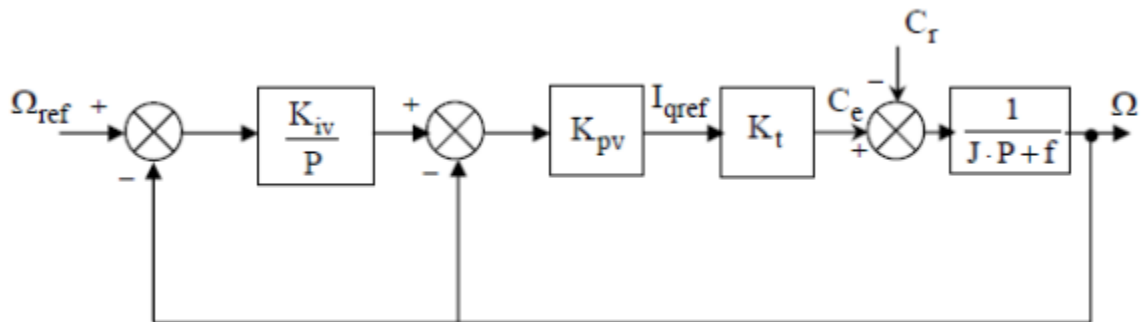 C_r
Ω_ref + − K_iv / P + − K_pv I_qref K_t C_e − + 1 / J · P + f Ω